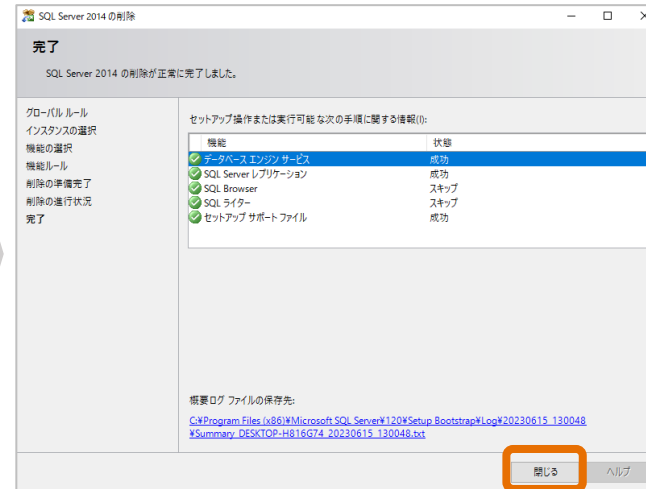 SQL Server 2014 の削除
完了
SQL Server 2014 の削除が正常に完了しました。
グローバル ルール
インスタンスの選択
機能の選択
機能ルール
削除の準備完了
削除の進行状況
完了
セットアップ操作または実行可能な次の手順に関する情報(I):
機能 状態
データベース エンジン サービス 成功
SQL Server レプリケーション 成功
SQL Browser スキップ
SQL ライター スキップ
セットアップ サポート ファイル 成功
概要ログ ファイルの保存先:
C:¥Program Files (x86)¥Microsoft SQL Server¥120¥Setup Bootstrap¥Log¥20230615_130048
¥Summary_DESKTOP-H816G74_20230615_130048.txt
閉じる ヘルプ